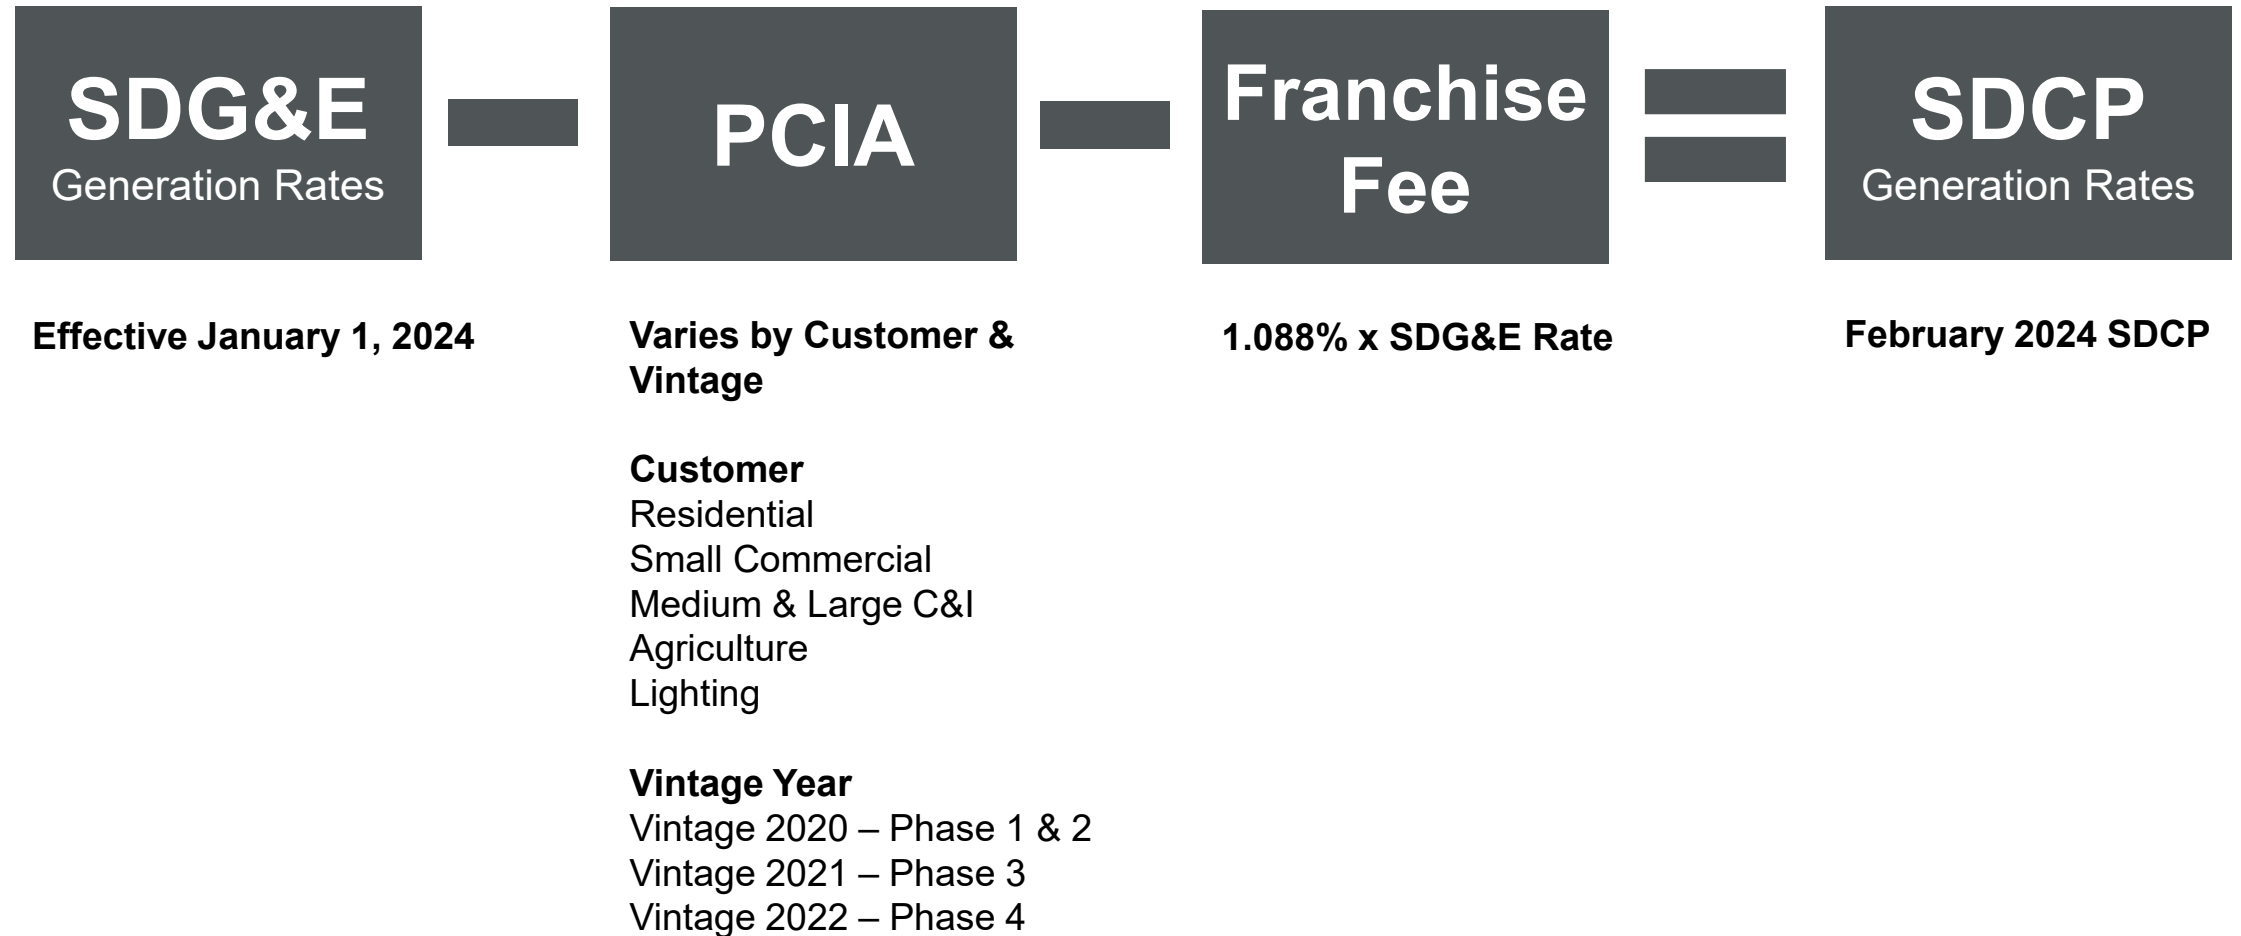 SDG&E
Generation Rates
PCIA
Franchise
Fee
SDCP
Generation Rates
Effective January 1, 2024
Varies by Customer &
Vintage
Customer
Residential
Small Commercial
Medium & Large C&I
Agriculture
Lighting
Vintage Year
Vintage 2020 – Phase 1 & 2
Vintage 2021 – Phase 3
Vintage 2022 – Phase 4
1.088% x SDG&E Rate
February 2024 SDCP